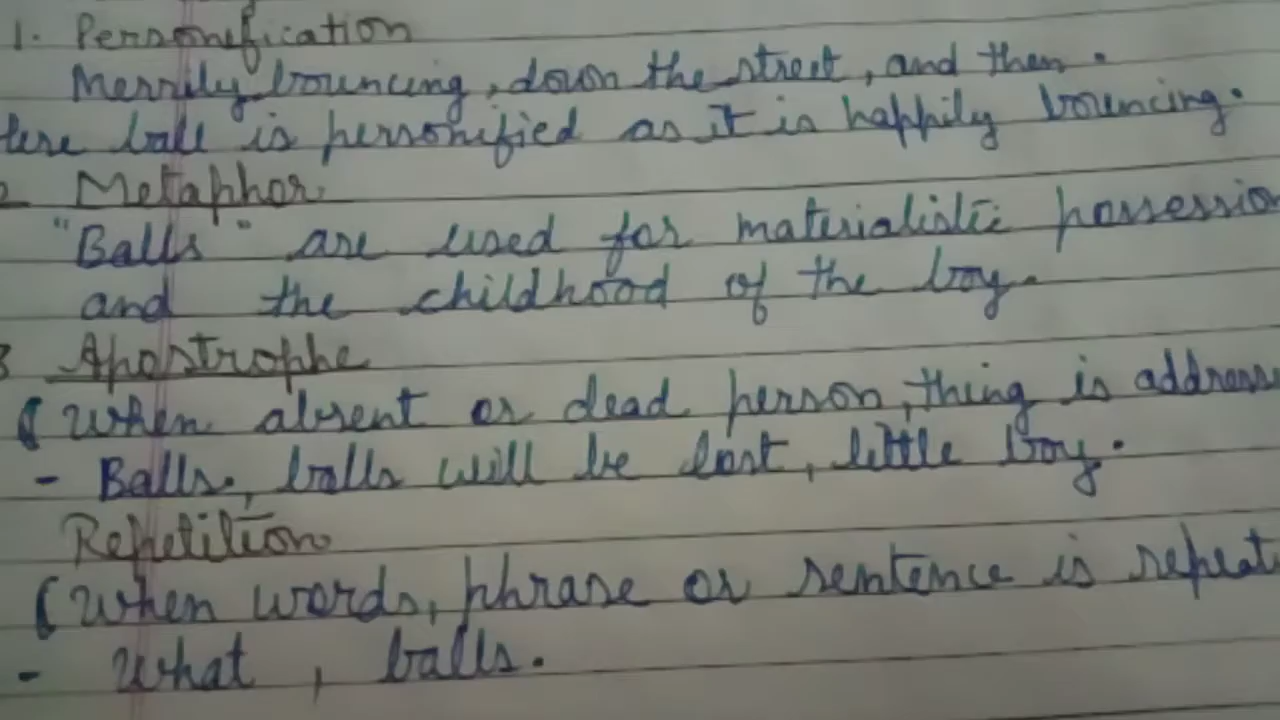 1. Personification
Merrily bouncing, down the street, and then.
Here ball is personified as it is happily bouncing.
2 Metaphor
"Balls" are used for materialistic possession
and the childhood of the boy.
3 Apostrophe
(When absent or dead person, thing is address
- Balls, balls will be lost, little boy.
Repetition
(When words, phrase or sentence is repeat
- What, balls.